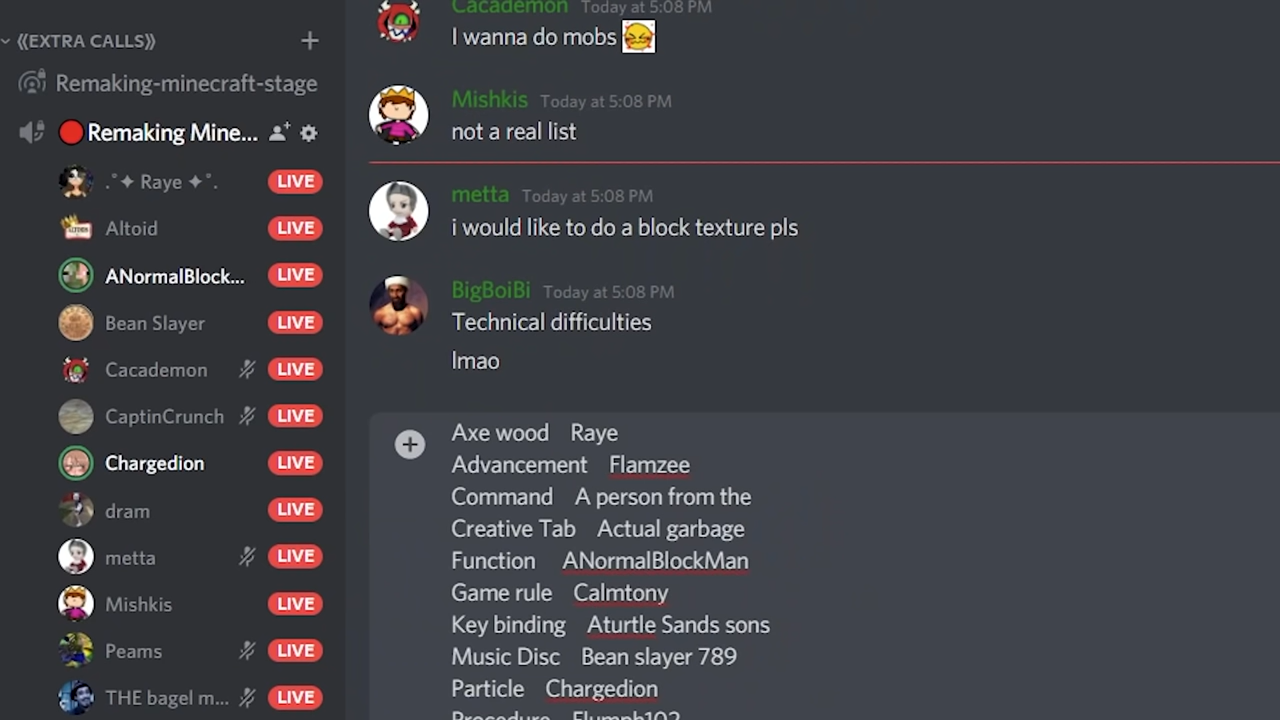 ⟪EXTRA CALLS⟫
Remaking-minecraft-stage
Remaking Mine...
.˚✦ Raye ✦˚. LIVE
Altoid LIVE
ANormalBlock... LIVE
Bean Slayer LIVE
Cacademon LIVE
CaptinCrunch LIVE
Chargedion LIVE
dram LIVE
metta LIVE
Mishkis LIVE
Peams LIVE
THE bagel m... LIVE
Cacademon Today at 5:08 PM
I wanna do mobs
Mishkis Today at 5:08 PM
not a real list
metta Today at 5:08 PM
i would like to do a block texture pls
BigBoiBi Today at 5:08 PM
Technical difficulties
lmao
Axe wood Raye
Advancement Flamzee
Command A person from the
Creative Tab Actual garbage
Function ANormalBlockMan
Game rule Calmtony
Key binding Aturtle Sands sons
Music Disc Bean slayer 789
Particle Chargedion
Procedure Flumph102